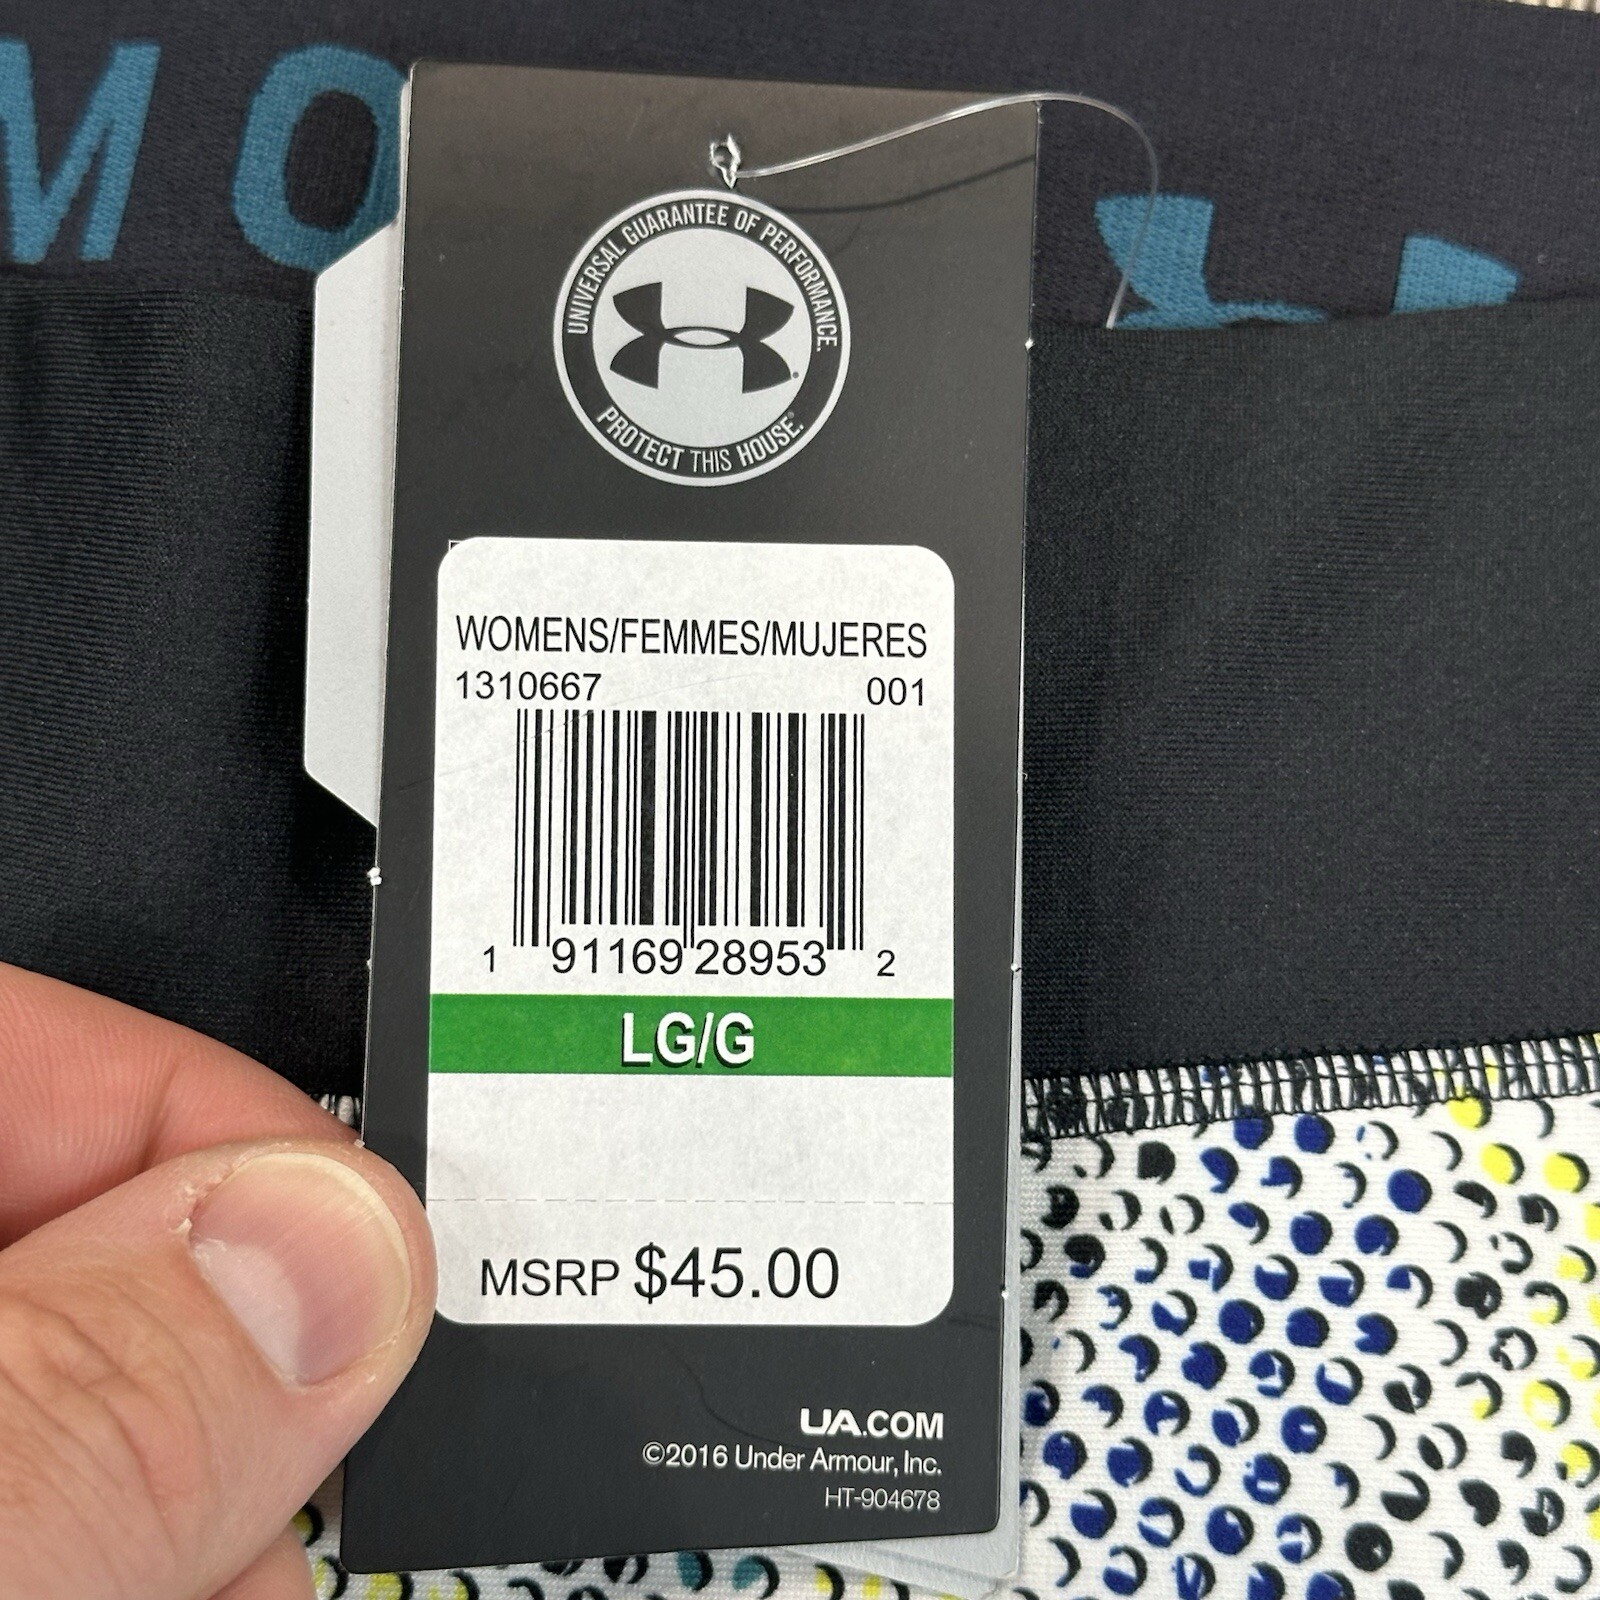 MO
UNIVERSAL GUARANTEE OF PERFORMANCE.
PROTECT THIS HOUSE.®
WOMENS/FEMMES/MUJERES
1310667 001
1 91169 28953 2
LG/G
MSRP $45.00
UA.COM
©2016 Under Armour, Inc.
HT-904678